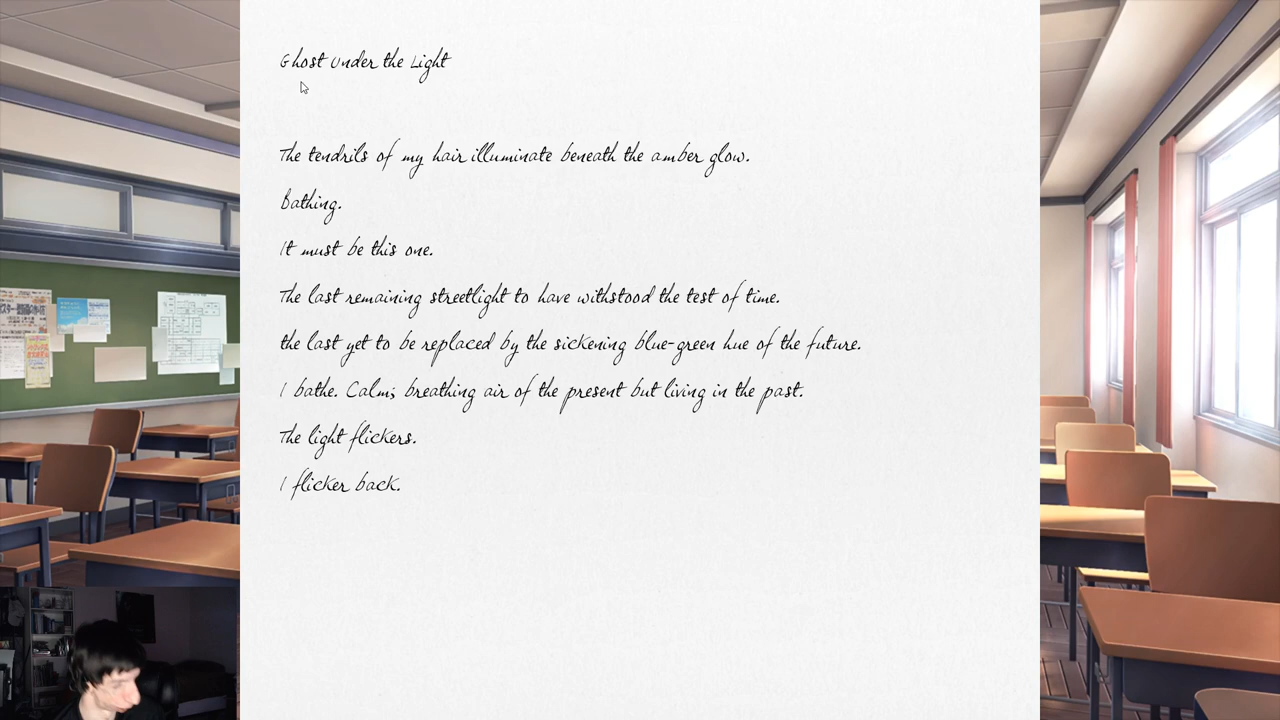 Ghost Under the Light
The tendrils of my hair illuminate beneath the amber glow.
Bathing.
It must be this one.
The last remaining streetlight to have withstood the test of time.
the last yet to be replaced by the sickening blue-green hue of the future.
I bathe. Calm; breathing air of the present but living in the past.
The light flickers.
I flicker back.